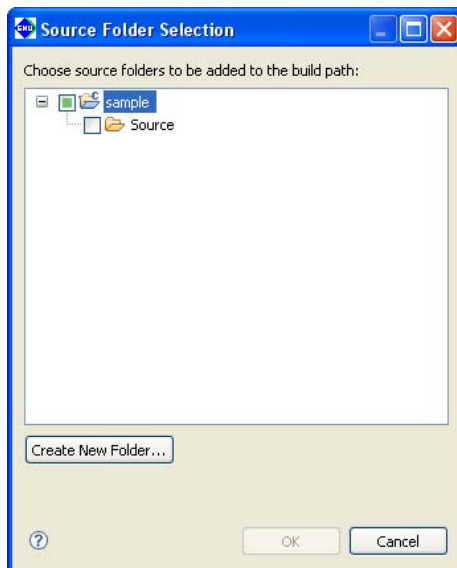 GNU Source Folder Selection
Choose source folders to be added to the build path:
sample
Source
Create New Folder...
?
OK
Cancel